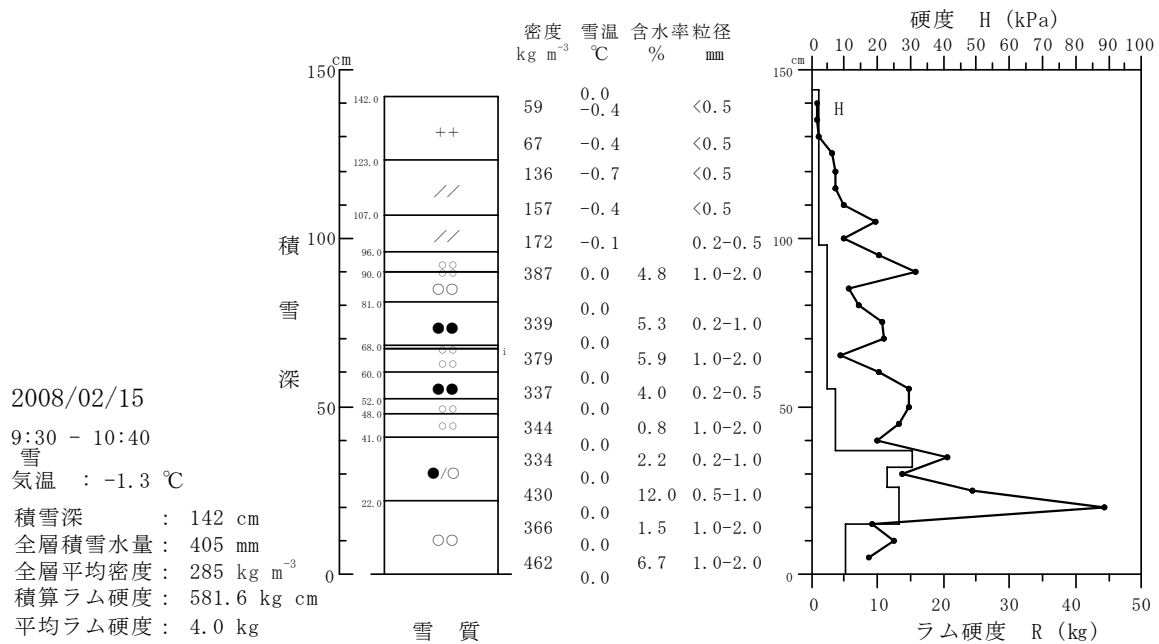 密度 雪温 含水率 粒径
kg m⁻³ ℃ % ㎜
硬度 H (kPa)
0 10 20 30 40 50 60 70 80 90 100
cm
150
100
50
0
積
雪
深
142.0
123.0
107.0
96.0
90.0
81.0
68.0
60.0
52.0
48.0
41.0
22.0
++
//
//
○○
○○
○○
●●
○○
○○
●●
○○
○○
●/○
○○
i
0.0
59 -0.4 <0.5
67 -0.4 <0.5
136 -0.7 <0.5
157 -0.4 <0.5
172 -0.1 0.2-0.5
387 0.0 4.8 1.0-2.0
0.0
339 5.3 0.2-1.0
0.0
379 5.9 1.0-2.0
0.0
337 4.0 0.2-0.5
0.0
344 0.8 1.0-2.0
0.0
334 2.2 0.2-1.0
0.0
430 12.0 0.5-1.0
0.0
366 1.5 1.0-2.0
0.0
462 6.7 1.0-2.0
0.0
雪 質
cm
150
100
50
0
H
0 10 20 30 40 50
ラム硬度 R (kg)
2008/02/15
9:30 - 10:40
雪
気温 : -1.3 ℃
積雪深 : 142 cm
全層積雪水量 : 405 mm
全層平均密度 : 285 kg m⁻³
積算ラム硬度 : 581.6 kg cm
平均ラム硬度 : 4.0 kg